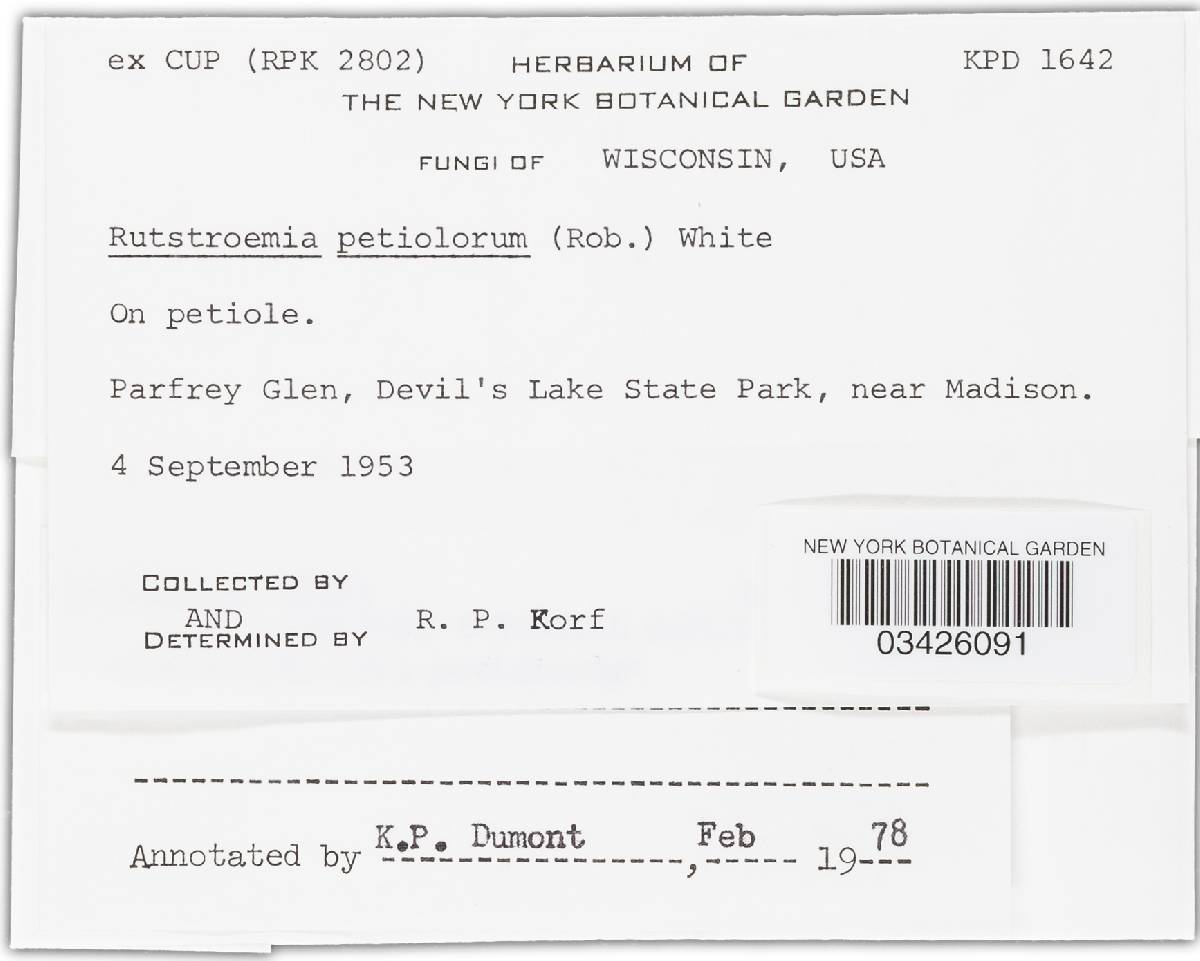 ex CUP (RPK 2802) HERBARIUM OF KPD 1642
THE NEW YORK BOTANICAL GARDEN
FUNGI OF WISCONSIN, USA
Rutstroemia petiolorum (Rob.) White
On petiole.
Parfrey Glen, Devil's Lake State Park, near Madison.
4 September 1953
COLLECTED BY
AND R. P. Korf
DETERMINED BY
NEW YORK BOTANICAL GARDEN
03426091
Annotated by K.P. Dumont, Feb 1978